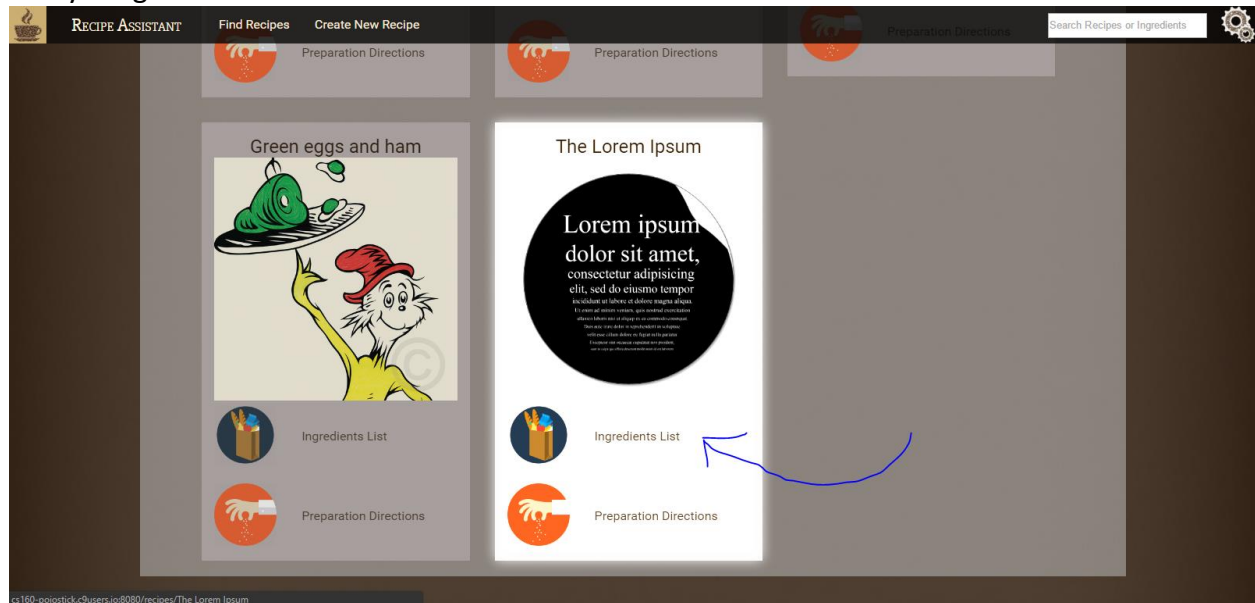 Recipe Assistant
Find Recipes
Create New Recipe
Search Recipes or Ingredients
Preparation Directions
Preparation Directions
Preparation Directions
Green eggs and ham
The Lorem Ipsum
Lorem ipsum
dolor sit amet,
consectetur adipisicing
elit, sed do eiusmo tempor
incididunt ut labore et dolore magna aliqua.
©
Ingredients List
Ingredients List
Preparation Directions
Preparation Directions
cs160-pojostick.c9users.io:8080/recipes/The Lorem Ipsum